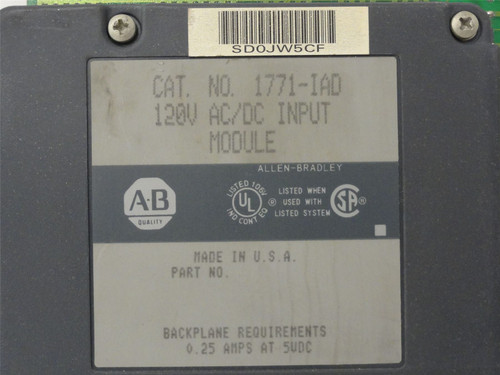 SD0JW5CF
CAT. NO. 1771-IAD
120V AC/DC INPUT
MODULE
ALLEN-BRADLEY
A-B
QUALITY
LISTED 106Y
UL
IND CONT EQ
®
LISTED WHEN
USED WITH
LISTED SYSTEM
SA
®
MADE IN U.S.A.
PART NO.
BACKPLANE REQUIREMENTS
0.25 AMPS AT 5VDC